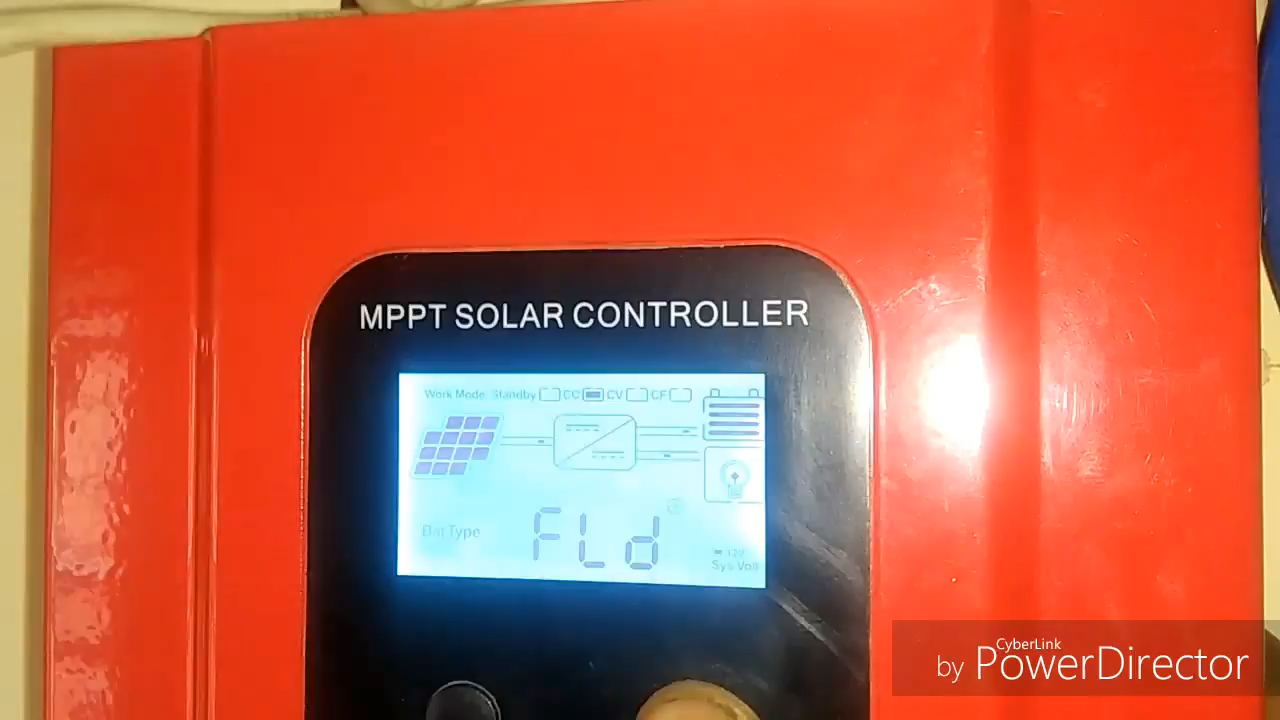 MPPT SOLAR CONTROLLER
Work Mode: Standby CC CV CF
Bat Type
FLd
12V
Sys Volt
CyberLink
by PowerDirector